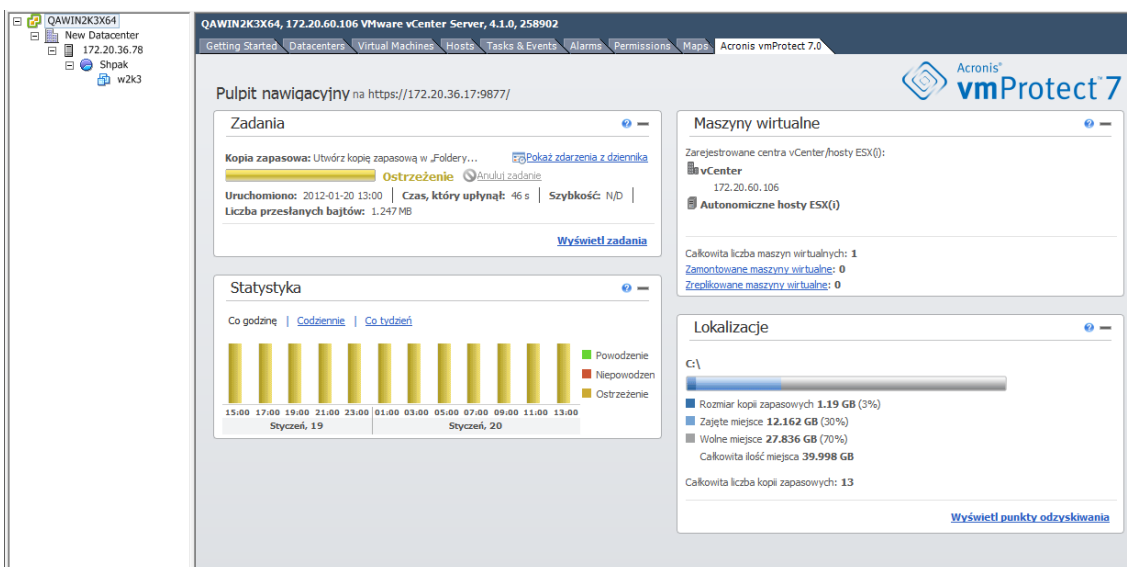 QAWIN2K3X64
New Datacenter
172.20.36.78
Shpak
w2k3
QAWIN2K3X64, 172.20.60.106 VMware vCenter Server, 4.1.0, 258902
Getting Started Datacenters Virtual Machines Hosts Tasks & Events Alarms Permissions Maps Acronis vmProtect 7.0
Acronis®
vmProtect™7
Pulpit nawigacyjny na https://172.20.36.17:9877/
Zadania
Kopia zapasowa: Utwórz kopię zapasową w „Foldery... Pokaż zdarzenia z dziennika
Ostrzeżenie Anuluj zadanie
Uruchomiono: 2012-01-20 13:00 | Czas, który upłynął: 46 s | Szybkość: N/D |
Liczba przesłanych bajtów: 1.247 MB
Wyświetl zadania
Statystyka
Co godzinę | Codziennie | Co tydzień
Powodzenie
Niepowodzen
Ostrzeżenie
15:00 17:00 19:00 21:00 23:00 01:00 03:00 05:00 07:00 09:00 11:00 13:00
Styczeń, 19 Styczeń, 20
Maszyny wirtualne
Zarejestrowane centra vCenter/hosty ESX(i):
vCenter
172.20.60.106
Autonomiczne hosty ESX(i)
Całkowita liczba maszyn wirtualnych: 1
Zamontowane maszyny wirtualne: 0
Zreplikowane maszyny wirtualne: 0
Lokalizacje
C:\
Rozmiar kopii zapasowych 1.19 GB (3%)
Zajęte miejsce 12.162 GB (30%)
Wolne miejsce 27.836 GB (70%)
Całkowita ilość miejsca 39.998 GB
Całkowita liczba kopii zapasowych: 13
Wyświetl punkty odzyskiwania